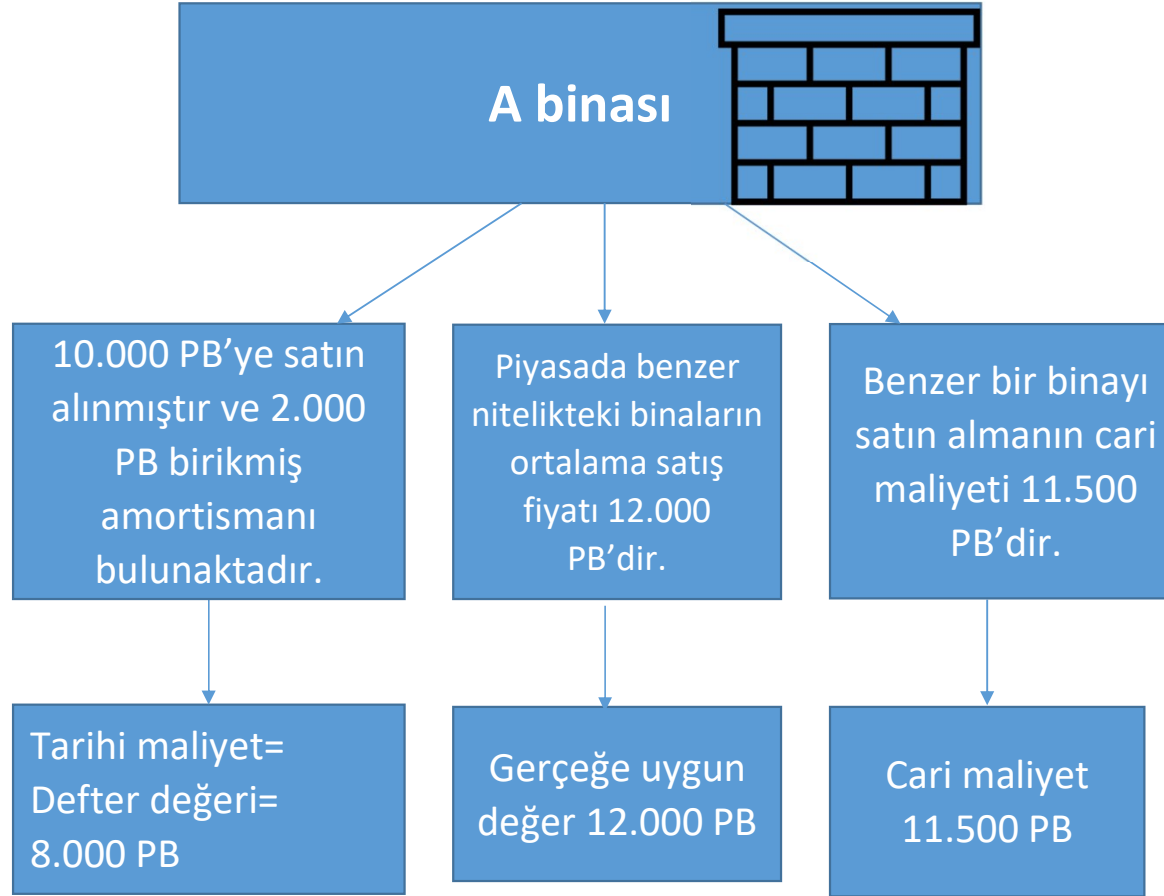 A binası
10.000 PB’ye satın
alınmıştır ve 2.000
PB birikmiş
amortismanı
bulunaktadır.
Piyasada benzer
nitelikteki binaların
ortalama satış
fiyatı 12.000
PB’dir.
Benzer bir binayı
satın almanın cari
maliyeti 11.500
PB’dir.
Tarihi maliyet=
Defter değeri=
8.000 PB
Gerçeğe uygun
değer 12.000 PB
Cari maliyet
11.500 PB